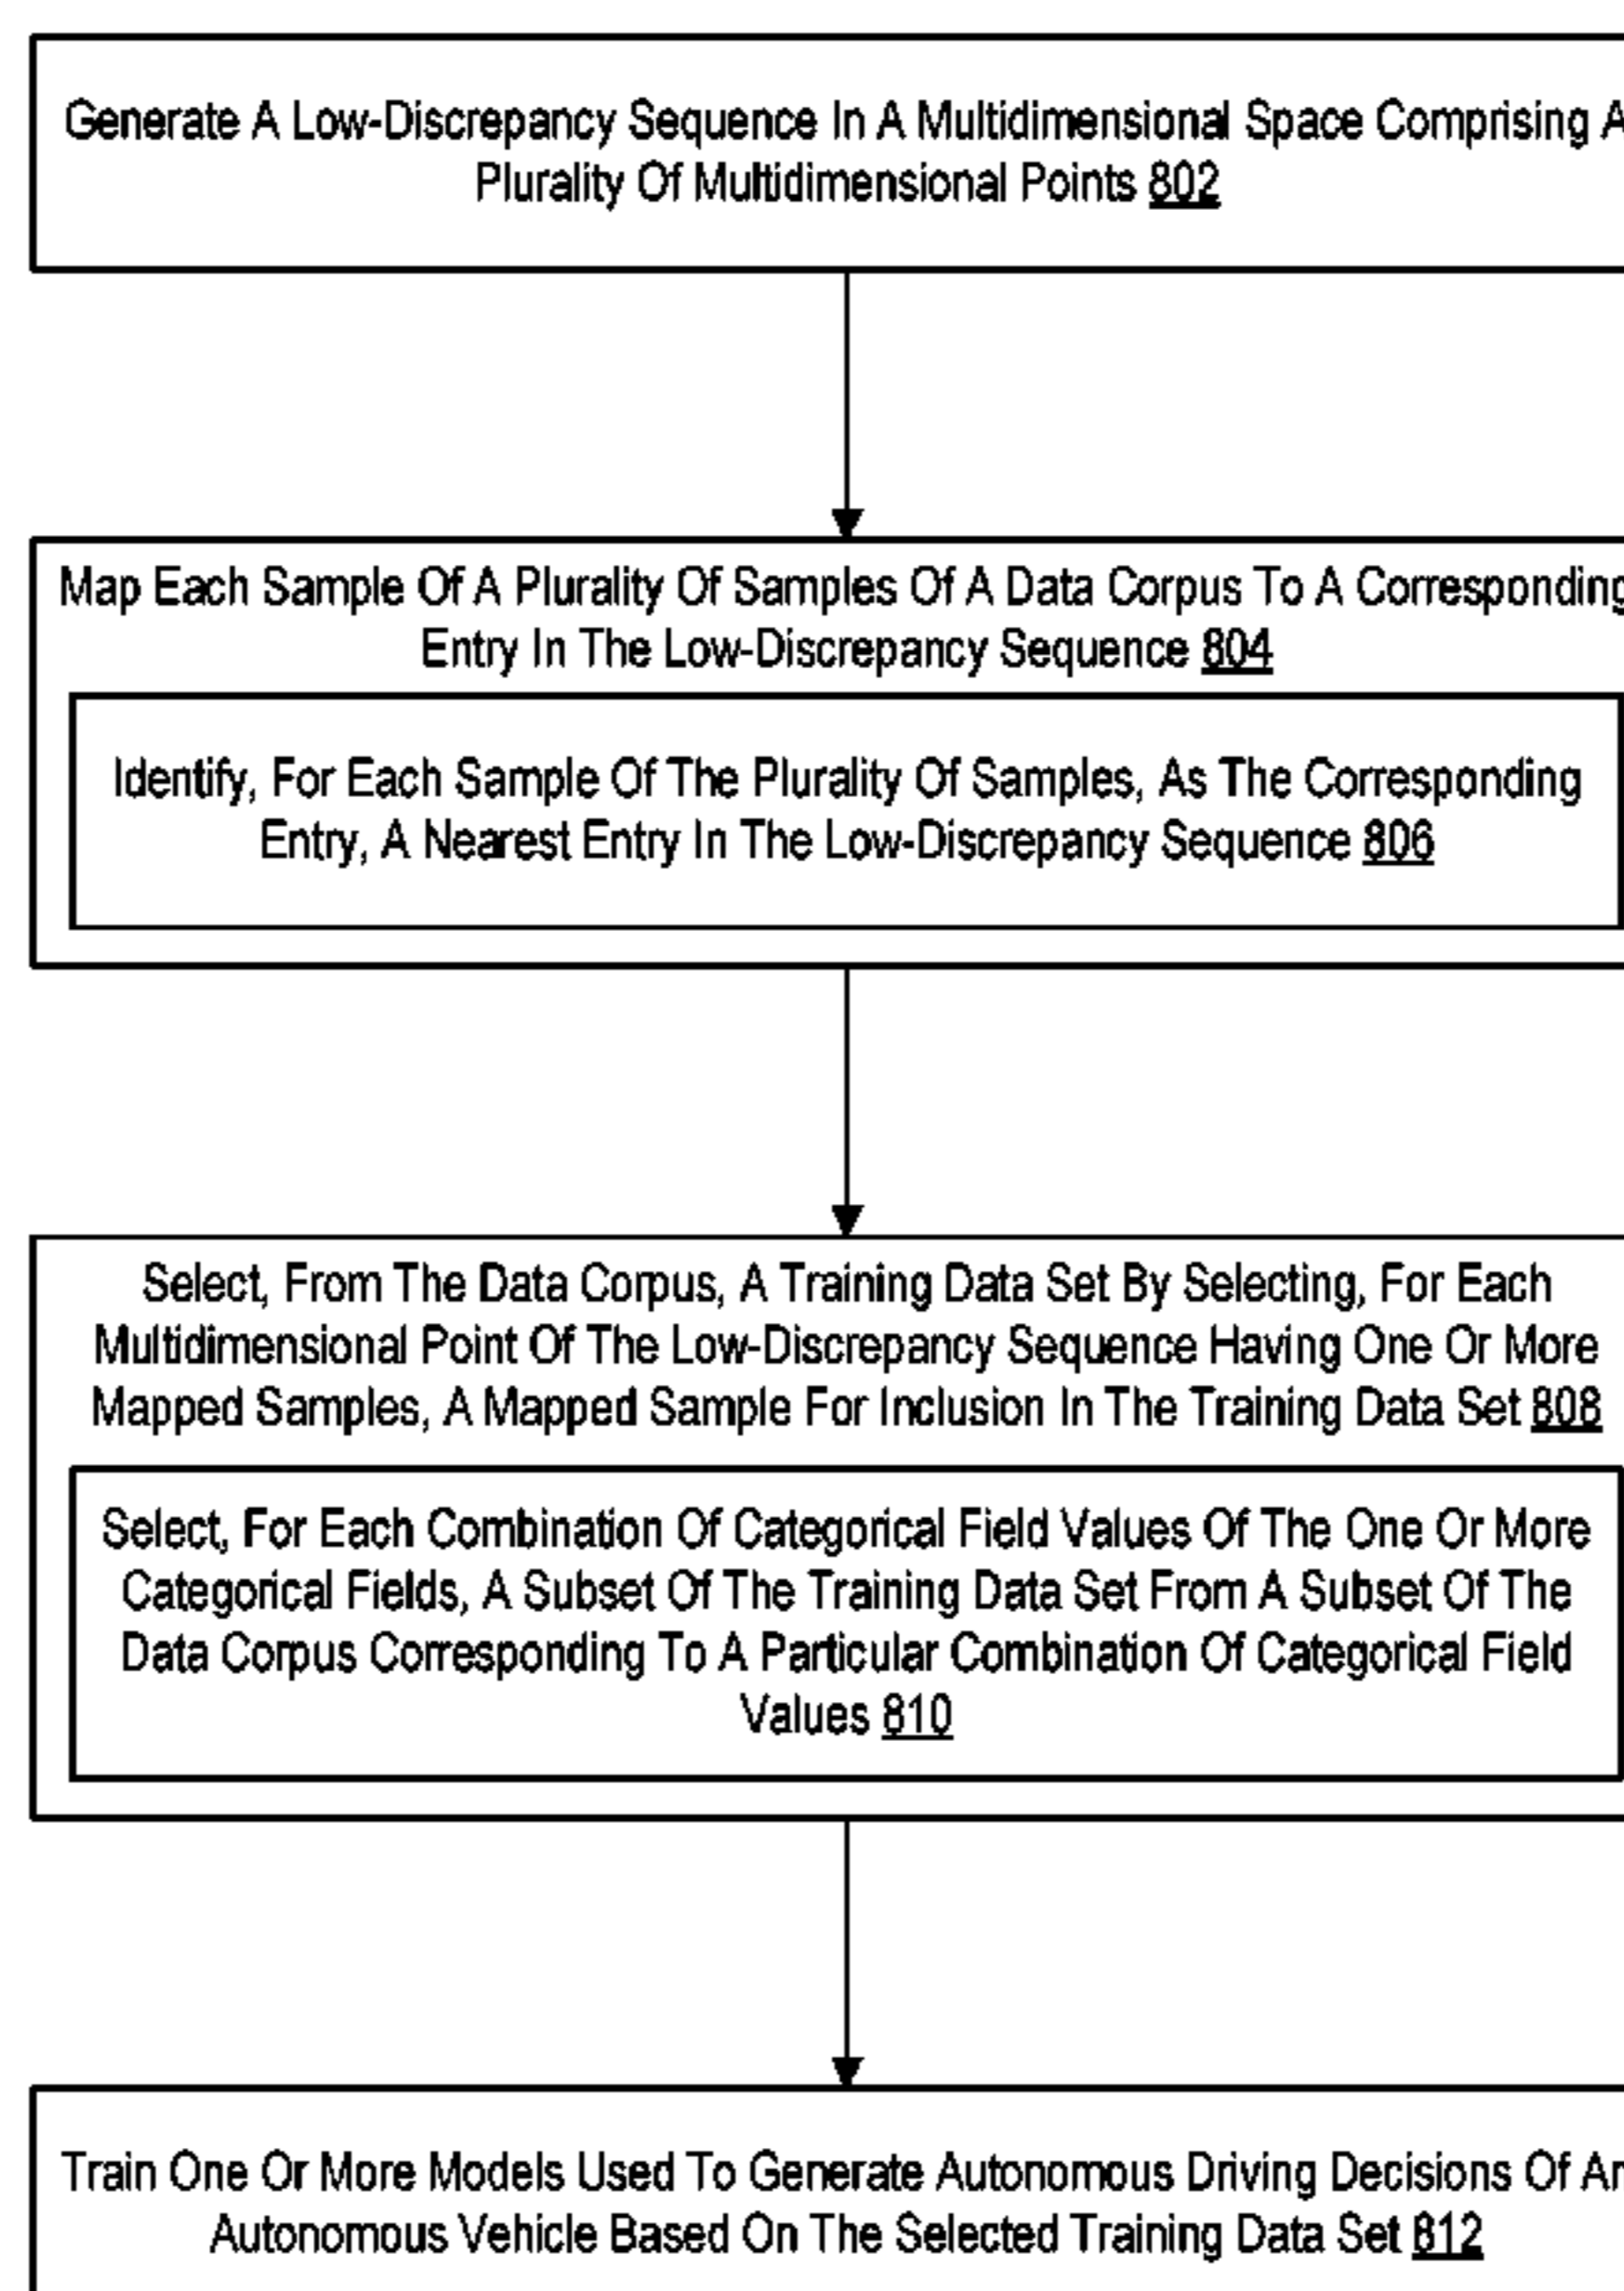 Generate A Low-Discrepancy Sequence In A Multidimensional Space Comprising A
Plurality Of Multidimensional Points 802
Map Each Sample Of A Plurality Of Samples Of A Data Corpus To A Corresponding
Entry In The Low-Discrepancy Sequence 804
Identify, For Each Sample Of The Plurality Of Samples, As The Corresponding
Entry, A Nearest Entry In The Low-Discrepancy Sequence 806
Select, From The Data Corpus, A Training Data Set By Selecting, For Each
Multidimensional Point Of The Low-Discrepancy Sequence Having One Or More
Mapped Samples, A Mapped Sample For Inclusion In The Training Data Set 808
Select, For Each Combination Of Categorical Field Values Of The One Or More
Categorical Fields, A Subset Of The Training Data Set From A Subset Of The
Data Corpus Corresponding To A Particular Combination Of Categorical Field
Values 810
Train One Or More Models Used To Generate Autonomous Driving Decisions Of An
Autonomous Vehicle Based On The Selected Training Data Set 812